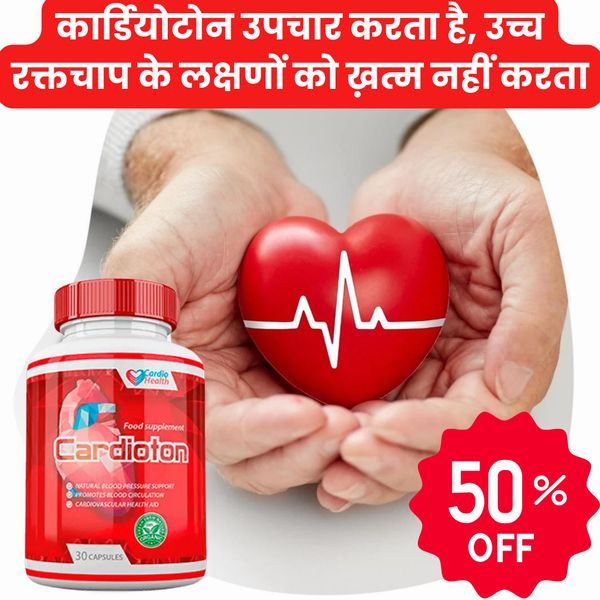 कार्डियोटोन उपचार करता है, उच्च
रक्तचाप के लक्षणों को ख़त्म नहीं करता
Cardio
Health
Food supplement
Cardioton
NATURAL BLOOD PRESSURE SUPPORT
PROMOTES BLOOD CIRCULATION
CARDIOVASCULAR HEALTH AID
ORGANIC
30 CAPSULES
50%
OFF